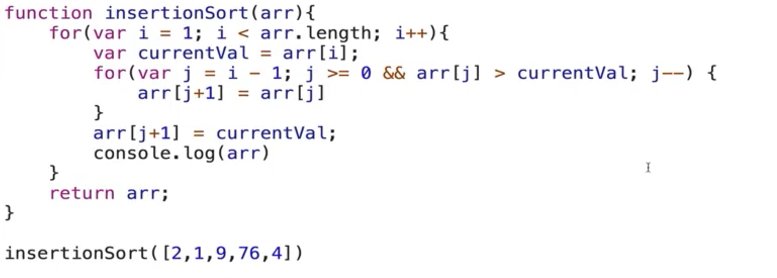 function insertionSort(arr){
    for(var i = 1; i < arr.length; i++){
        var currentVal = arr[i];
        for(var j = i - 1; j >= 0 && arr[j] > currentVal; j--) {
            arr[j+1] = arr[j]
        }
        arr[j+1] = currentVal;
        console.log(arr)
    }
    return arr;
}

insertionSort([2,1,9,76,4])